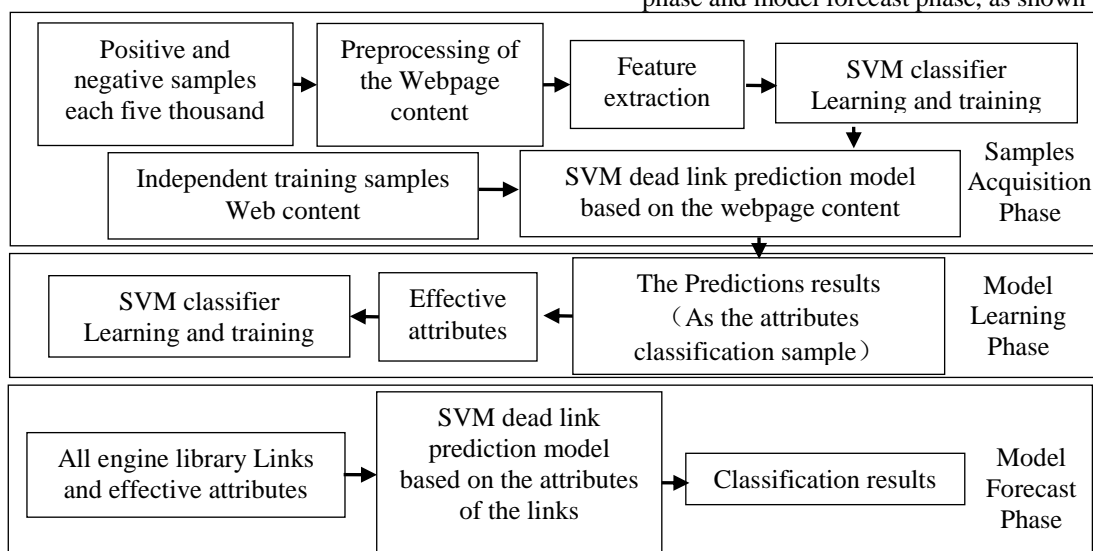 phase and model forecast phase, as shown
Positive and
negative samples
each five thousand
Preprocessing of
the Webpage
content
Feature
extraction
SVM classifier
Learning and training
Independent training samples
Web content
SVM dead link prediction model
based on the webpage content
Samples
Acquisition
Phase
SVM classifier
Learning and training
Effective
attributes
The Predictions results
（As the attributes
classification sample）
Model
Learning
Phase
All engine library Links
and effective attributes
SVM dead link
prediction model
based on the attributes
of the links
Classification results
Model
Forecast
Phase